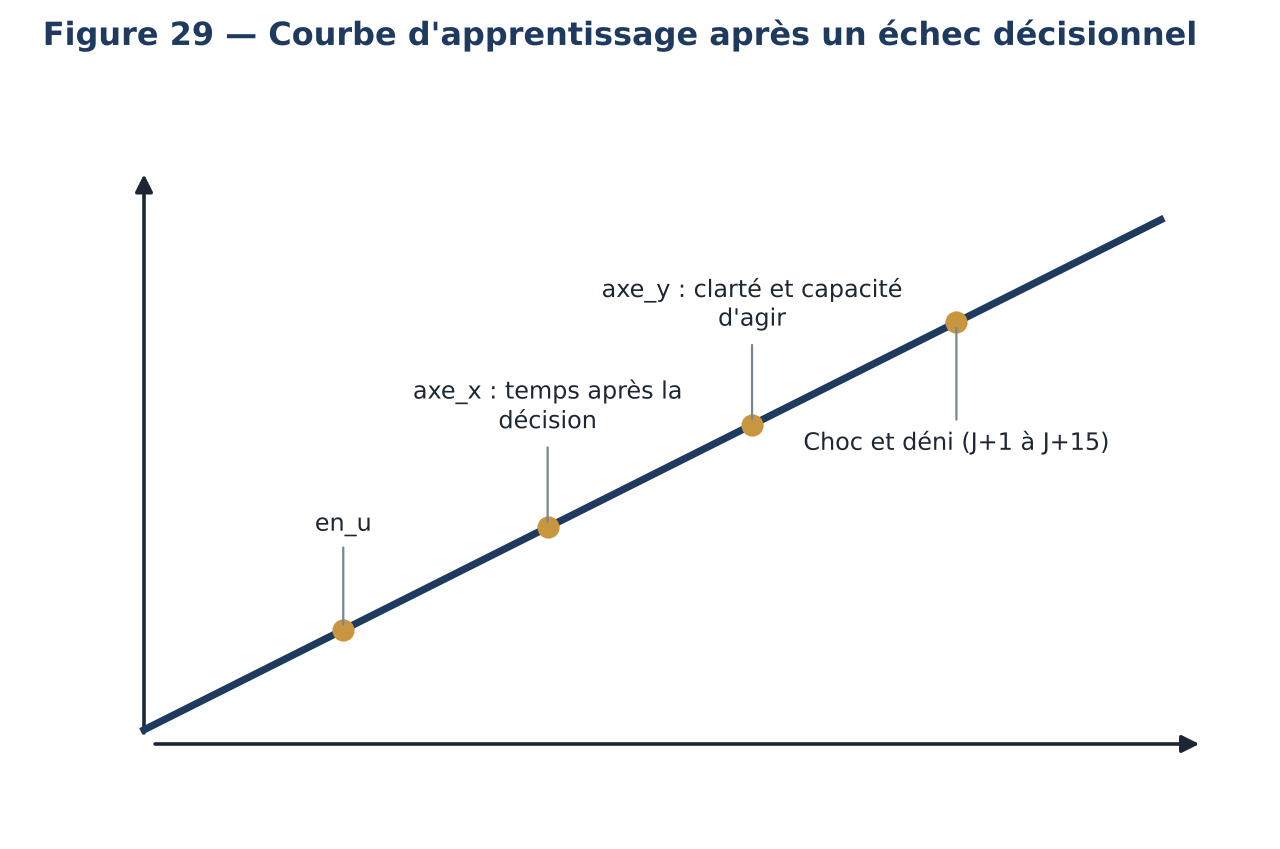 Figure 29 — Courbe d'apprentissage après un échec décisionnel
axe_y : clarté et capacité
d'agir
axe_x : temps après la
décision
Choc et déni (J+1 à J+15)
en_u